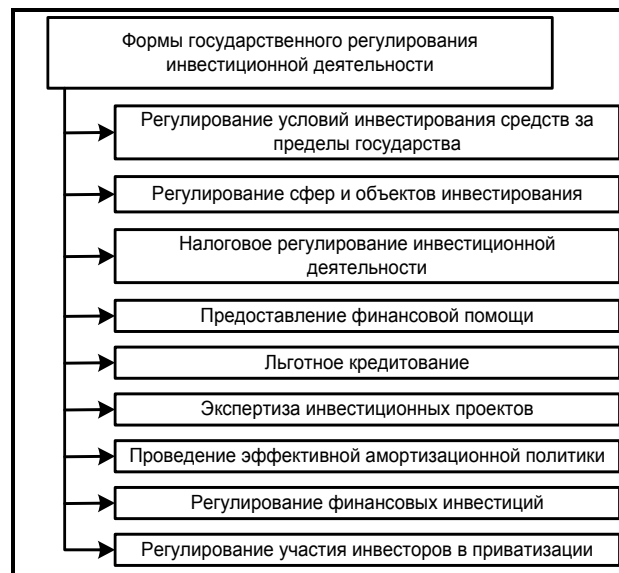 Формы государственного регулирования
инвестиционной деятельности
Регулирование условий инвестирования средств за
пределы государства
Регулирование сфер и объектов инвестирования
Налоговое регулирование инвестиционной
деятельности
Предоставление финансовой помощи
Льготное кредитование
Экспертиза инвестиционных проектов
Проведение эффективной амортизационной политики
Регулирование финансовых инвестиций
Регулирование участия инвесторов в приватизации